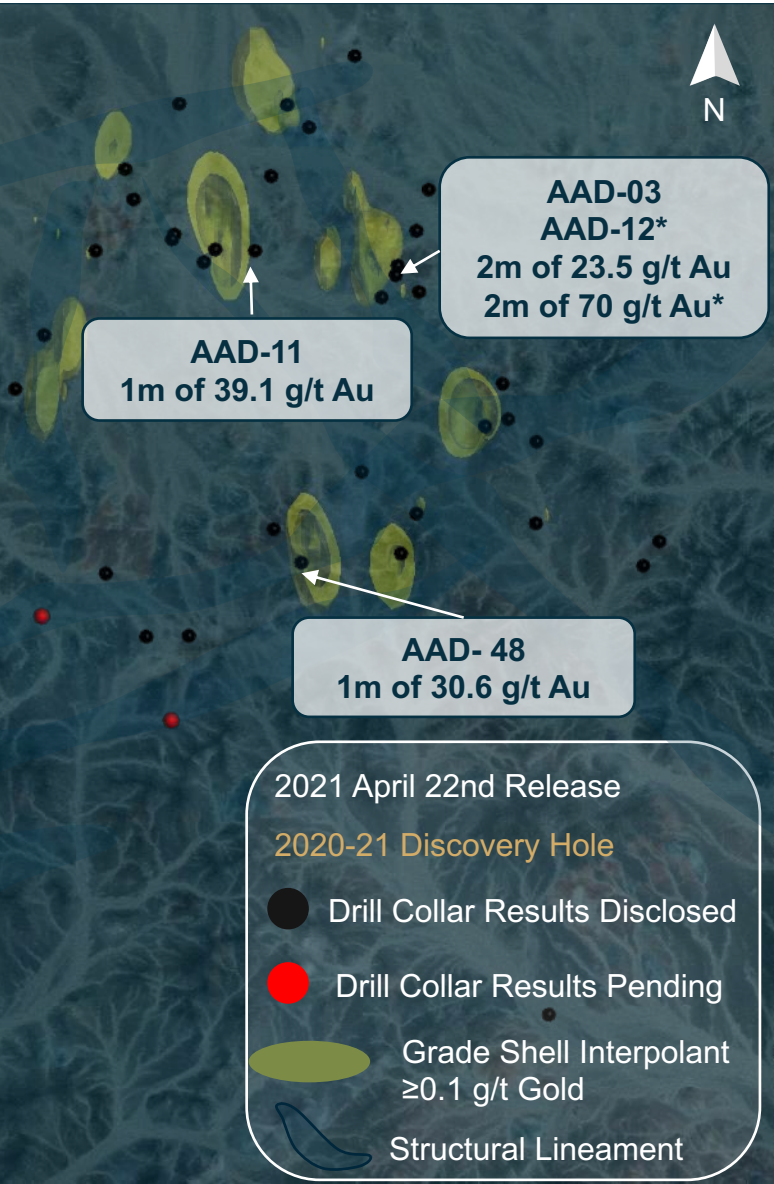 N
AAD-03
AAD-12*
2m of 23.5 g/t Au
2m of 70 g/t Au*
AAD-11
1m of 39.1 g/t Au
AAD- 48
1m of 30.6 g/t Au
2021 April 22nd Release
2020-21 Discovery Hole
Drill Collar Results Disclosed
Drill Collar Results Pending
Grade Shell Interpolant
≥0.1 g/t Gold
Structural Lineament